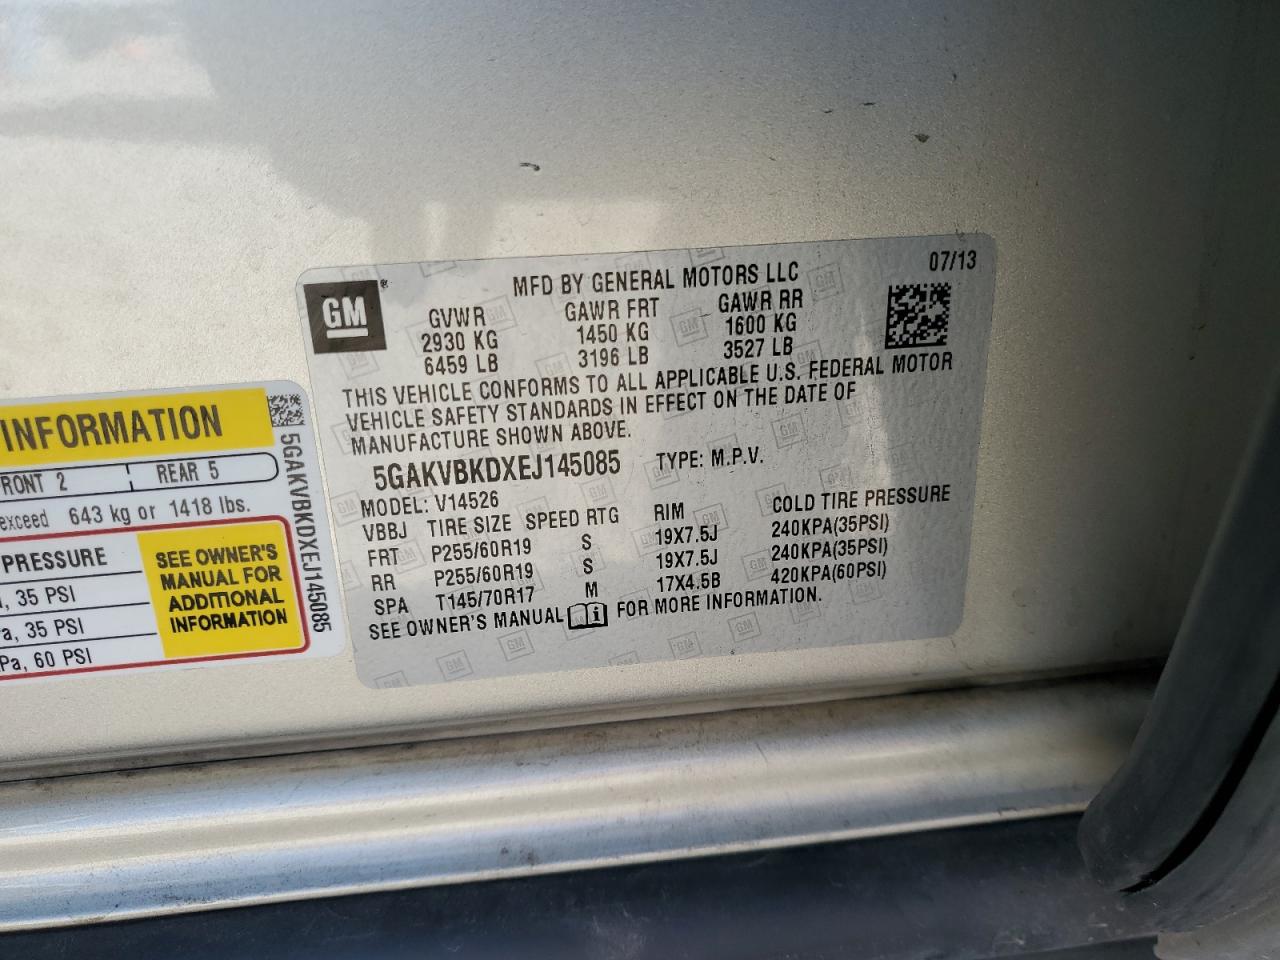 GM
MFD BY GENERAL MOTORS LLC 07/13
GVWR GAWR FRT GAWR RR
2930 KG 1450 KG 1600 KG
6459 LB 3196 LB 3527 LB
THIS VEHICLE CONFORMS TO ALL APPLICABLE U.S. FEDERAL MOTOR
VEHICLE SAFETY STANDARDS IN EFFECT ON THE DATE OF
MANUFACTURE SHOWN ABOVE.
5GAKVBKDXEJ145085 TYPE: M.P.V.
MODEL: V14526
VBBJ TIRE SIZE SPEED RTG RIM COLD TIRE PRESSURE
FRT P255/60R19 S 19X7.5J 240KPA(35PSI)
RR P255/60R19 S 19X7.5J 240KPA(35PSI)
SPA T145/70R17 M 17X4.5B 420KPA(60PSI)
SEE OWNER'S MANUAL FOR MORE INFORMATION.
INFORMATION
RONT 2 REAR 5
exceed 643 kg or 1418 lbs.
PRESSURE
, 35 PSI
a, 35 PSI
Pa, 60 PSI
SEE OWNER'S
MANUAL FOR
ADDITIONAL
INFORMATION
5GAKVBKDXEJ145085